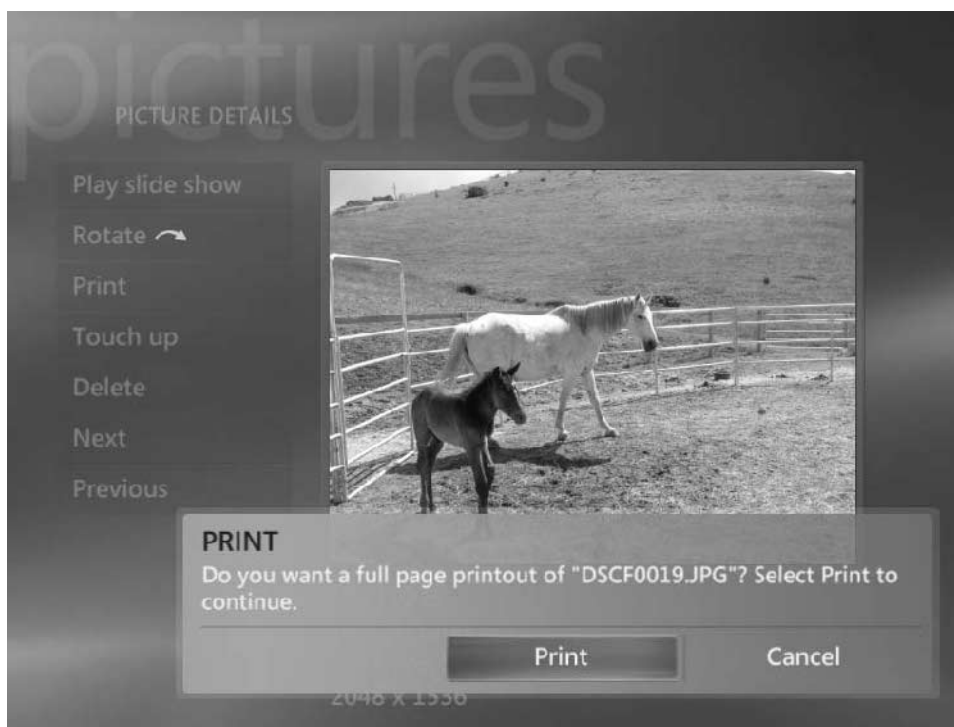 pictures
PICTURE DETAILS
Play slide show
Rotate
Print
Touch up
Delete
Next
Previous
PRINT
Do you want a full page printout of "DSCF0019.JPG"? Select Print to
continue.
Print
Cancel
2048 x 1536